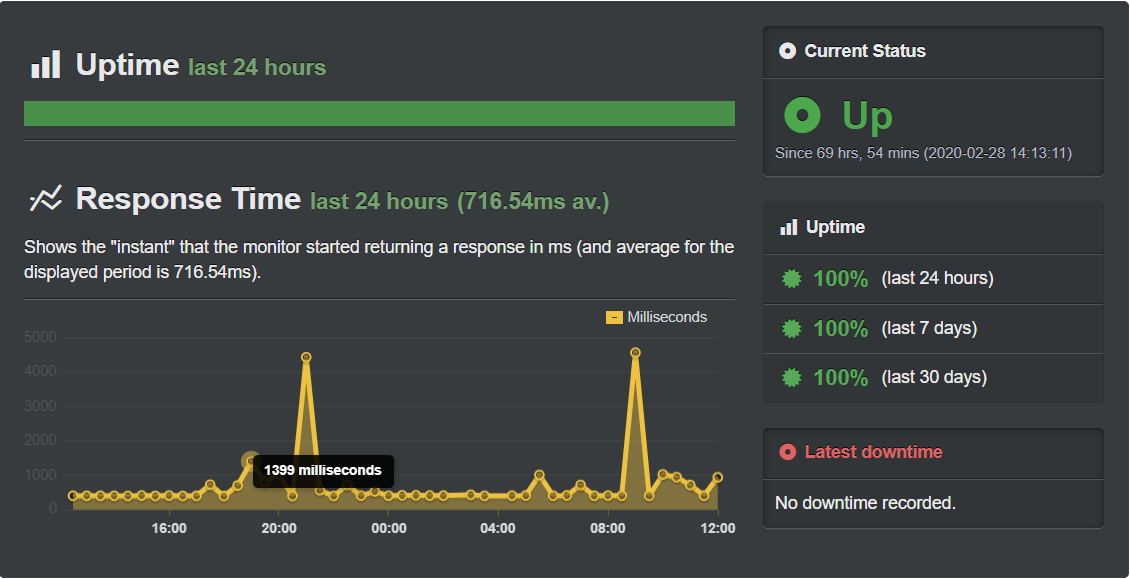 Uptime last 24 hours
Response Time last 24 hours (716.54ms av.)
Shows the "instant" that the monitor started returning a response in ms (and average for the
displayed period is 716.54ms).
Milliseconds
5000
4000
3000
2000
1000
0
1399 milliseconds
16:00 20:00 00:00 04:00 08:00 12:00
Current Status
Up
Since 69 hrs, 54 mins (2020-02-28 14:13:11)
Uptime
100% (last 24 hours)
100% (last 7 days)
100% (last 30 days)
Latest downtime
No downtime recorded.